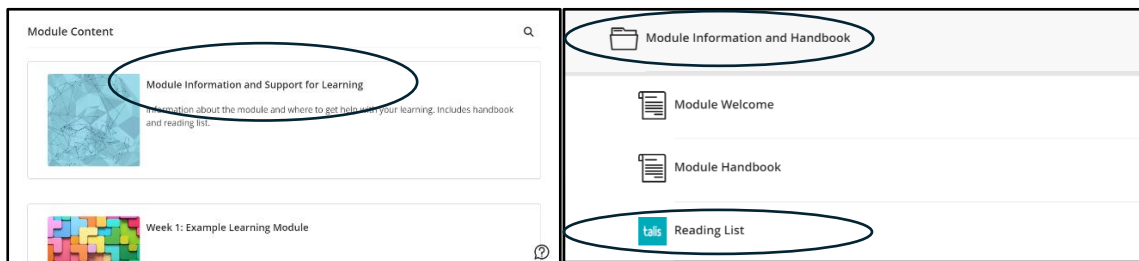 Module Content
Module Information and Support for Learning
Information about the module and where to get help with your learning. Includes handbook
and reading list.
Week 1: Example Learning Module
Module Information and Handbook
Module Welcome
Module Handbook
talis Reading List